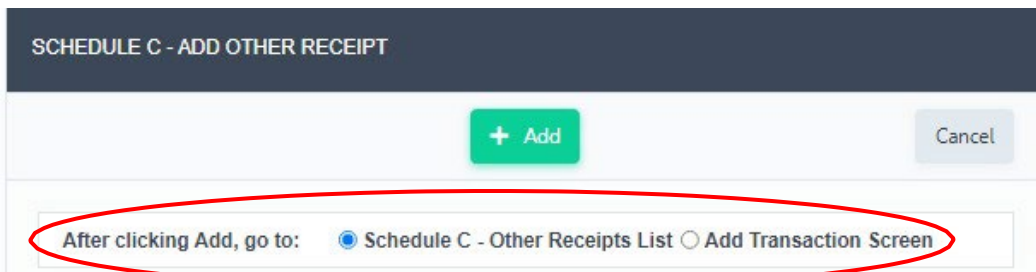 SCHEDULE C - ADD OTHER RECEIPT
+ Add
Cancel
After clicking Add, go to: Schedule C - Other Receipts List Add Transaction Screen